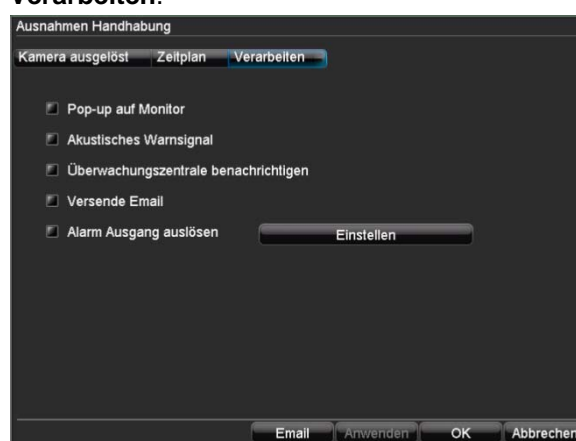 Verarbeiten.
Ausnahmen Handhabung
Kamera ausgelöst Zeitplan Verarbeiten
Pop-up auf Monitor
Akustisches Warnsignal
Überwachungszentrale benachrichtigen
Versende Email
Alarm Ausgang auslösen Einstellen
Email Anwenden OK Abbrechen